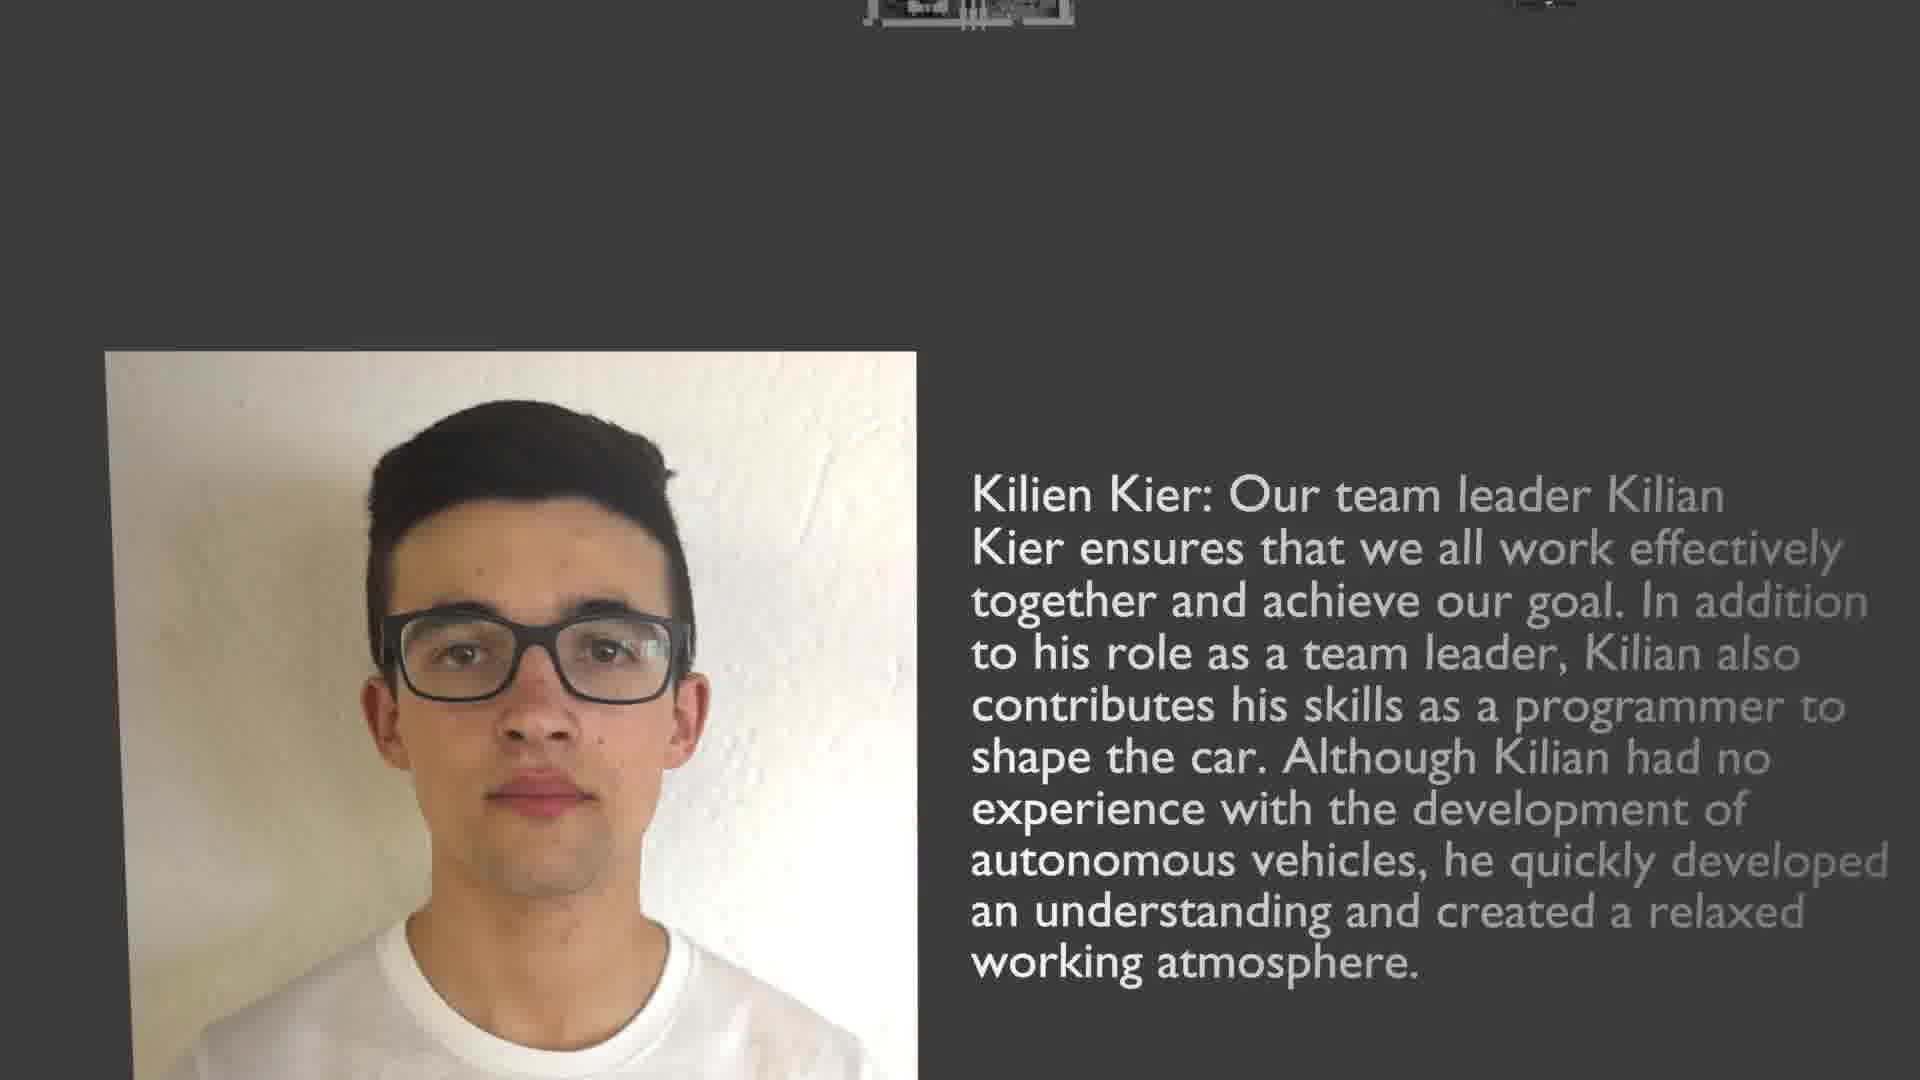 Kilien Kier: Our team leader Kilian
Kier ensures that we all work effectively
together and achieve our goal. In addition
to his role as a team leader, Kilian also
contributes his skills as a programmer to
shape the car. Although Kilian had no
experience with the development of
autonomous vehicles, he quickly developed
an understanding and created a relaxed
working atmosphere.